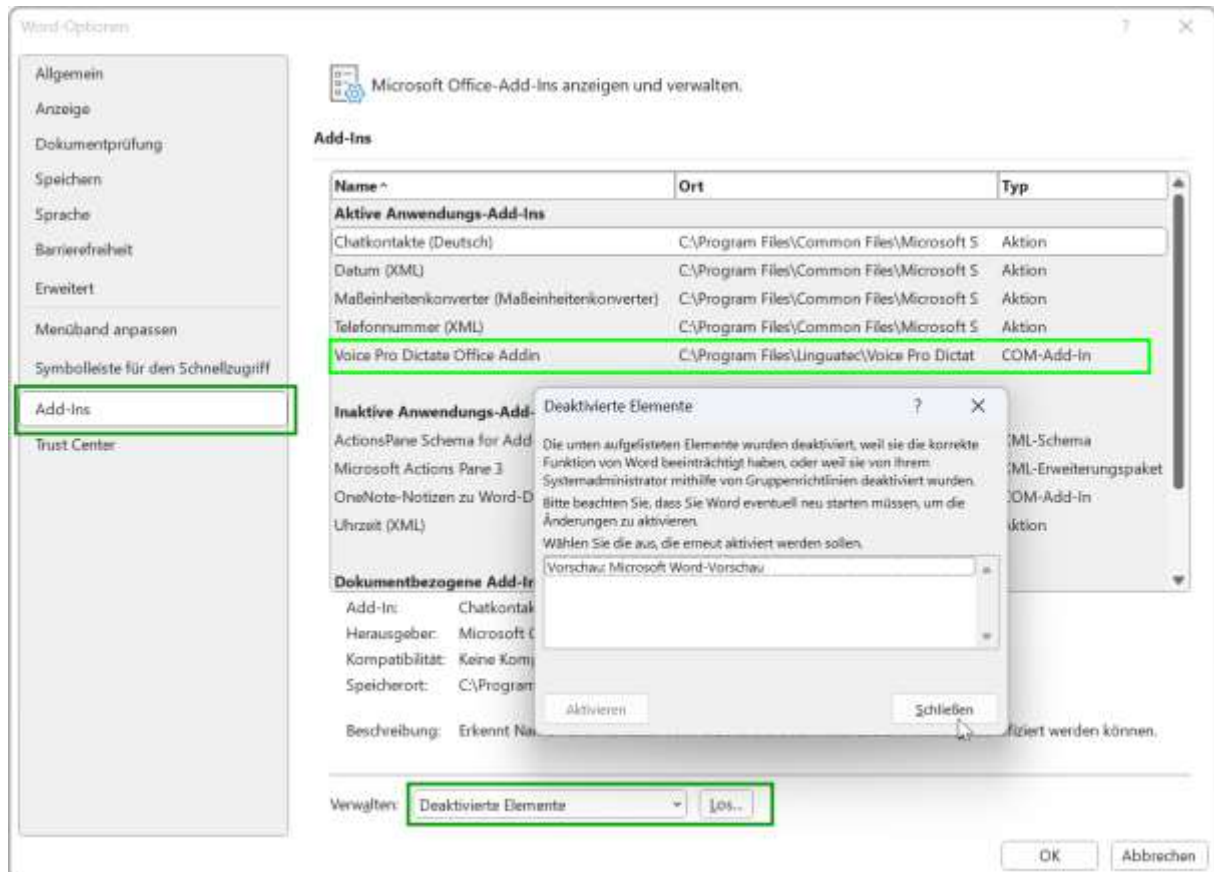 Word-Optionen
?
Allgemein
Anzeige
Dokumentprüfung
Speichern
Sprache
Barrierefreiheit
Erweitert
Menüband anpassen
Symbolleiste für den Schnellzugriff
Add-Ins
Trust Center
Microsoft Office-Add-Ins anzeigen und verwalten.
Add-Ins
Name Ort Typ
Aktive Anwendungs-Add-Ins
Chatkontakte (Deutsch) C:\Program Files\Common Files\Microsoft S Aktion
Datum (XML) C:\Program Files\Common Files\Microsoft S Aktion
Maßeinheitenkonverter (Maßeinheitenkonverter) C:\Program Files\Common Files\Microsoft S Aktion
Telefonnummer (XML) C:\Program Files\Common Files\Microsoft S Aktion
Voice Pro Dictate Office Addin C:\Program Files\Linguatec\Voice Pro Dictat COM-Add-In
Inaktive Anwendungs-Add-
ActionsPane Schema for Add ML-Schema
Microsoft Actions Pane 3 ML-Erweiterungspaket
OneNote-Notizen zu Word-D OM-Add-In
Uhrzeit (XML) ktion
Dokumentbezogene Add-In
Add-In: Chatkontak
Herausgeber: Microsoft C
Kompatibilität: Keine Komp
Speicherort: C:\Program
Beschreibung: Erkennt Na fiziert werden können.
Deaktivierte Elemente ?
Die unten aufgelisteten Elemente wurden deaktiviert, weil sie die korrekte
Funktion von Word beeinträchtigt haben, oder weil sie von Ihrem
Systemadministrator mithilfe von Gruppenrichtlinien deaktiviert wurden.
Bitte beachten Sie, dass Sie Word eventuell neu starten müssen, um die
Änderungen zu aktivieren.
Wählen Sie die aus, die erneut aktiviert werden sollen.
Vorschau: Microsoft Word-Vorschau
Aktivieren Schließen
Verwalten: Deaktivierte Elemente Los...
OK Abbrechen